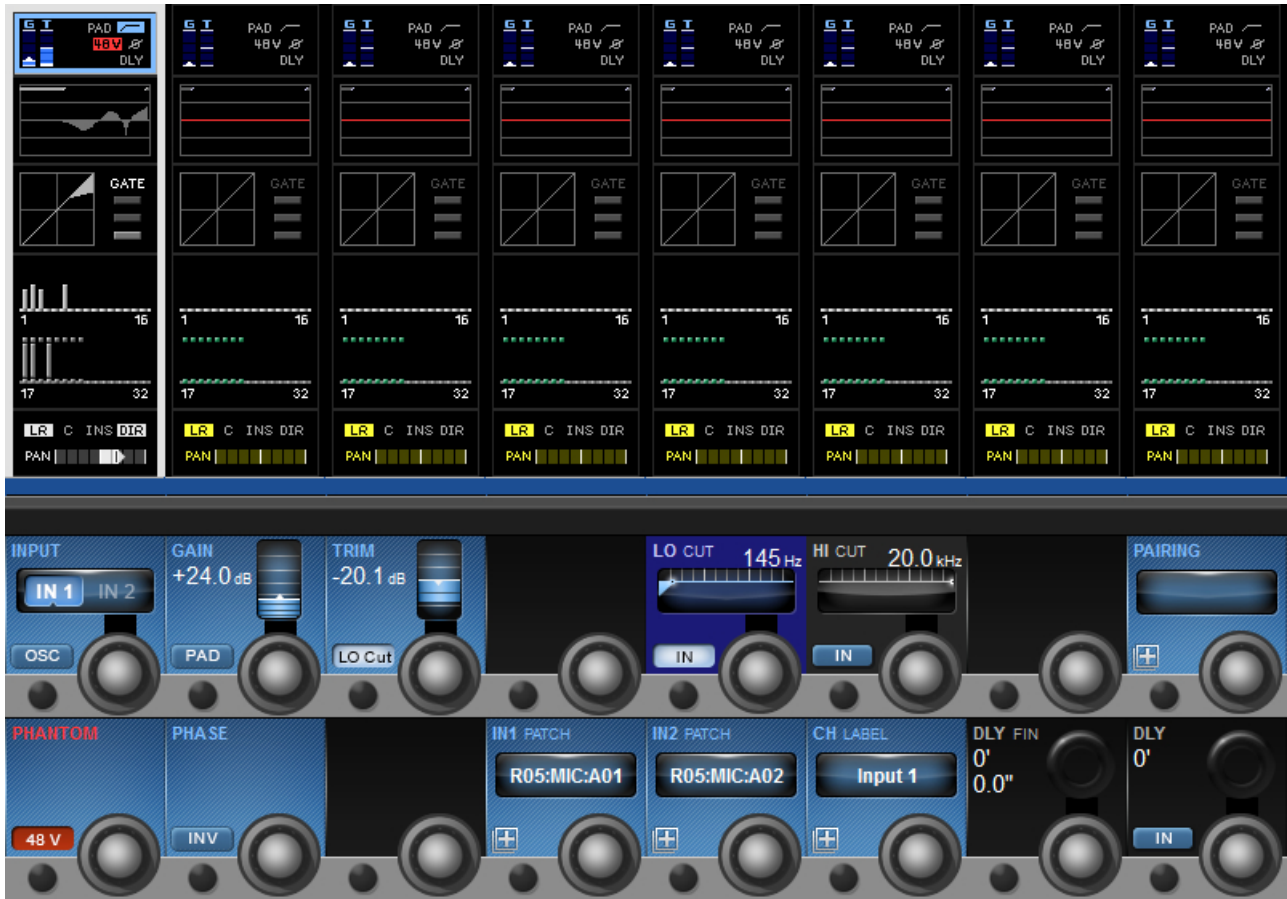 G T PAD G T PAD G T PAD G T PAD G T PAD G T PAD G T PAD G T PAD
48V Ø 48V Ø 48V Ø 48V Ø 48V Ø 48V Ø 48V Ø 48V Ø
DLY DLY DLY DLY DLY DLY DLY DLY
GATE GATE GATE GATE GATE GATE GATE GATE
1 16 1 16 1 16 1 16 1 16 1 16 1 16 1 16
17 32 17 32 17 32 17 32 17 32 17 32 17 32 17 32
LR C INS DIR LR C INS DIR LR C INS DIR LR C INS DIR LR C INS DIR LR C INS DIR LR C INS DIR LR C INS DIR
PAN PAN PAN PAN PAN PAN PAN PAN
INPUT GAIN TRIM LO CUT 145 Hz HI CUT 20.0 kHz PAIRING
+24.0 dB -20.1 dB
IN 1 IN 2
OSC PAD LO Cut IN IN
PHANTOM PHASE IN1 PATCH IN2 PATCH CH LABEL DLY FIN DLY
0' 0'
R05:MIC:A01 R05:MIC:A02 Input 1 0.0"
48 V INV IN